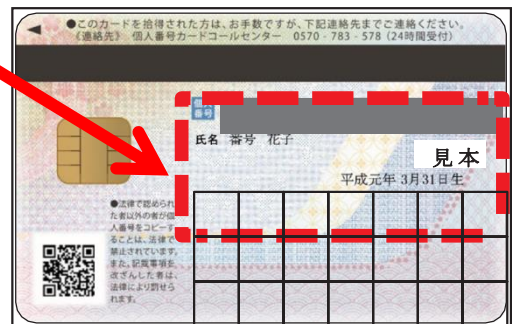 ●このカードを拾得された方は、お手数ですが、下記連絡先までご連絡ください。
《連絡先》 個人番号カードコールセンター 0570-783-578 (24時間受付)
個人
番号
氏名 番号 花子
見本
平成元年 3月31日生
●法律で認められ
た者以外の者が個
人番号をコピーす
ることは、法律で
禁止されています。
また、記載事項を
改ざんした者は、
法律により罰せら
れます。